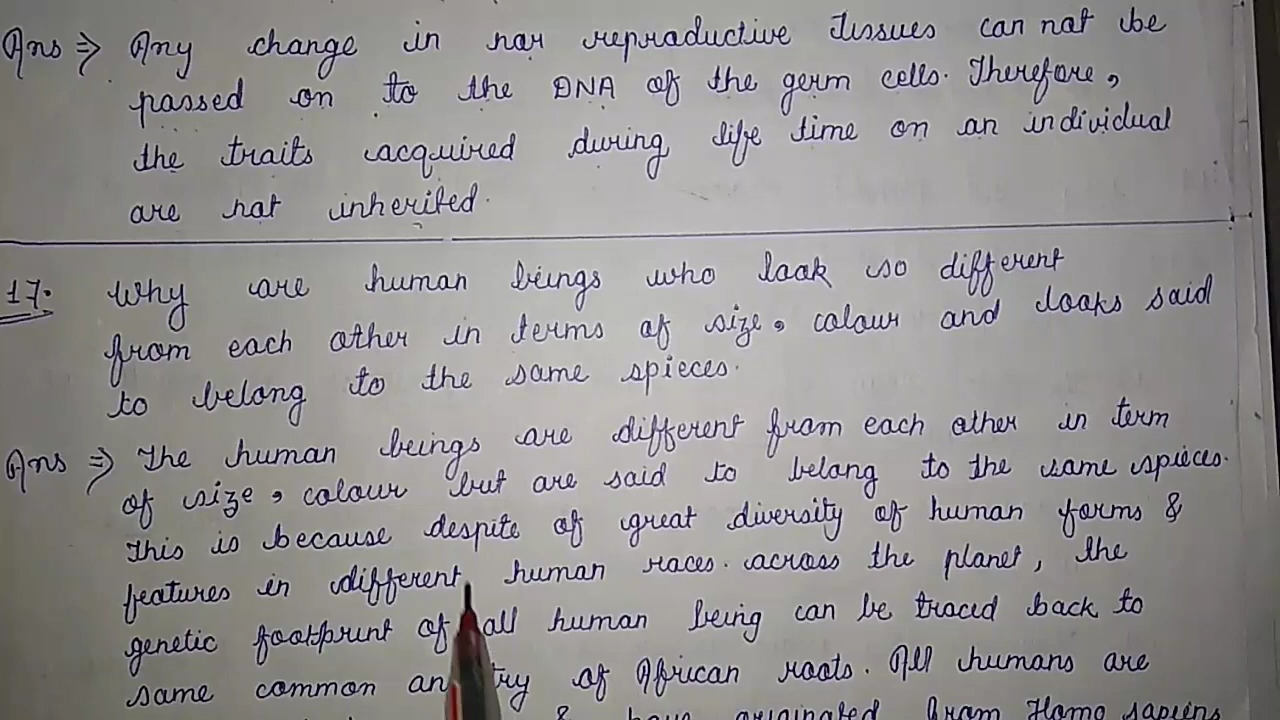 Ans ⇒ Any change in non reproductive tissues can not be
passed on to the DNA of the germ cells. Therefore,
the traits acquired during life time on an individual
are not inherited.
17. Why are human beings who look so different
from each other in terms of size, colour and looks said
to belong to the same spieces.
Ans ⇒ The human beings are different from each other in term
of size, colour but are said to belong to the same spieces.
This is because despite of great diversity of human forms &
features in different human races. across the planet, the
genetic footprint of all human being can be traced back to
same common an try of African roots. All humans are
& have originated from Homo sapiens